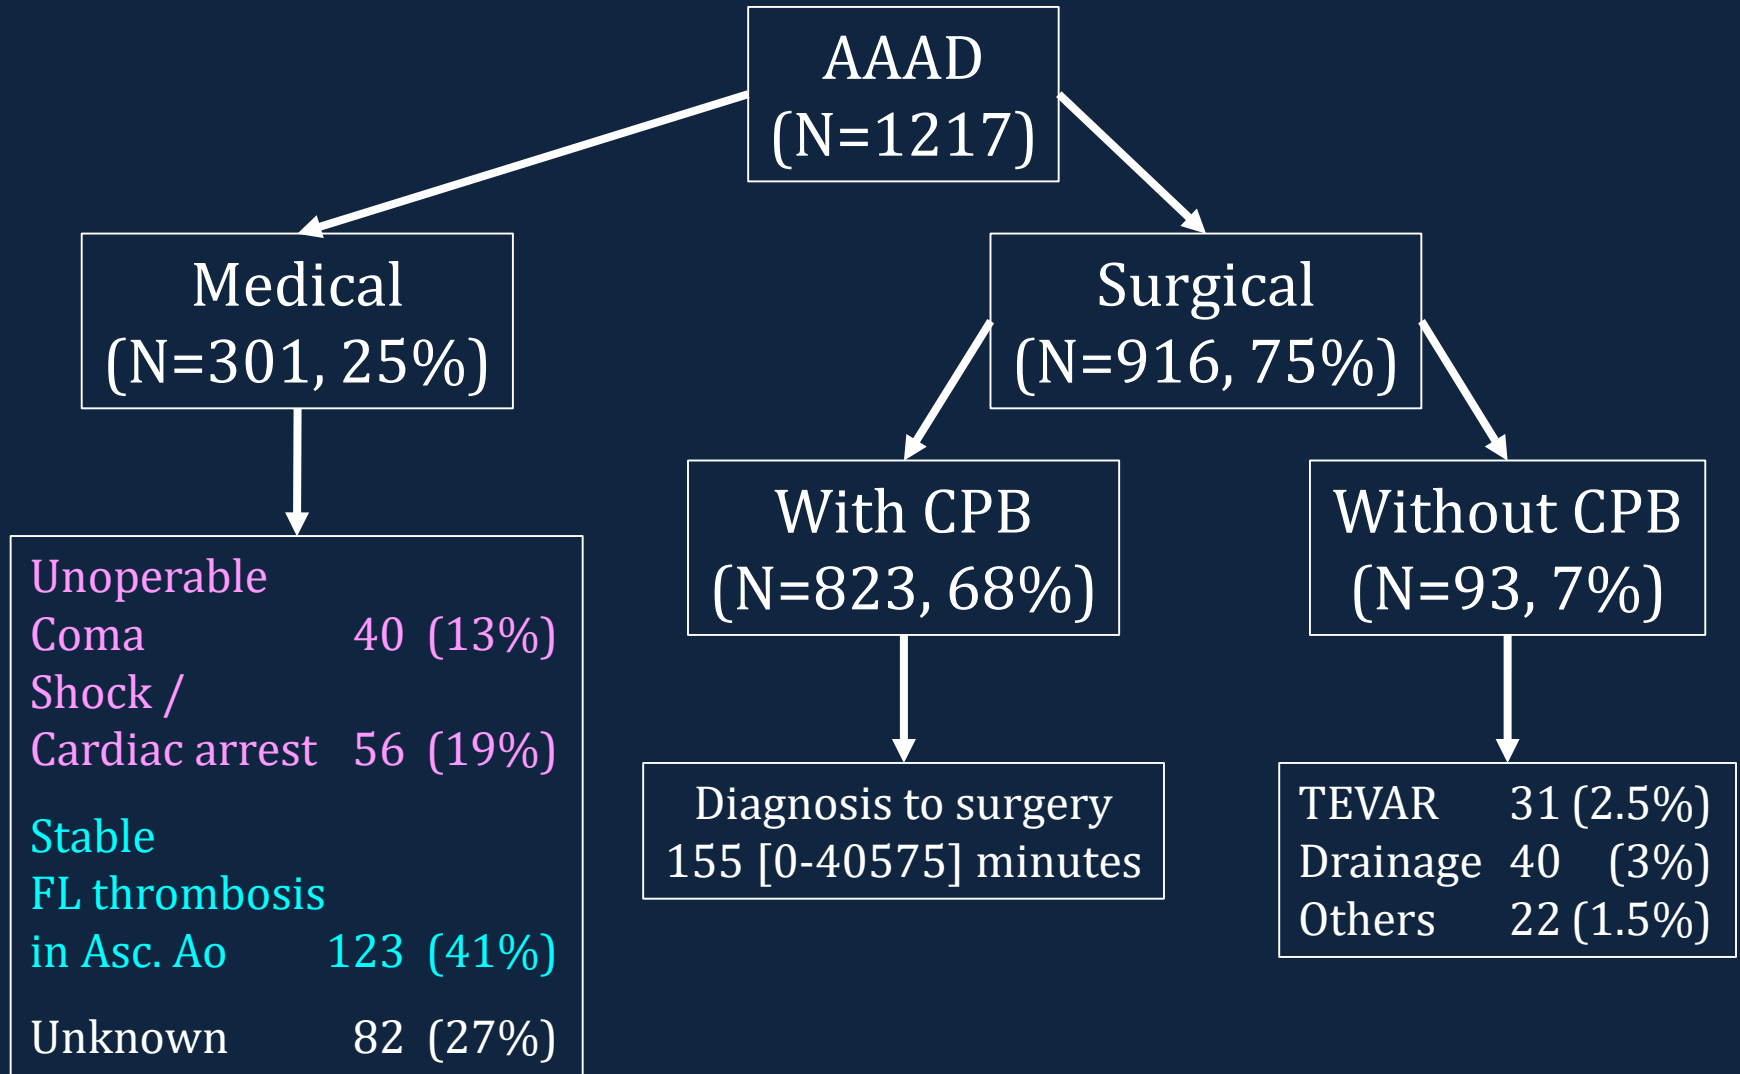 AAAD
(N=1217)
Medical
(N=301, 25%)
Surgical
(N=916, 75%)
With CPB
(N=823, 68%)
Without CPB
(N=93, 7%)
Unoperable
Coma 40 (13%)
Shock /
Cardiac arrest 56 (19%)
Stable
FL thrombosis
in Asc. Ao 123 (41%)
Unknown 82 (27%)
Diagnosis to surgery
155 [0-40575] minutes
TEVAR 31 (2.5%)
Drainage 40 (3%)
Others 22 (1.5%)